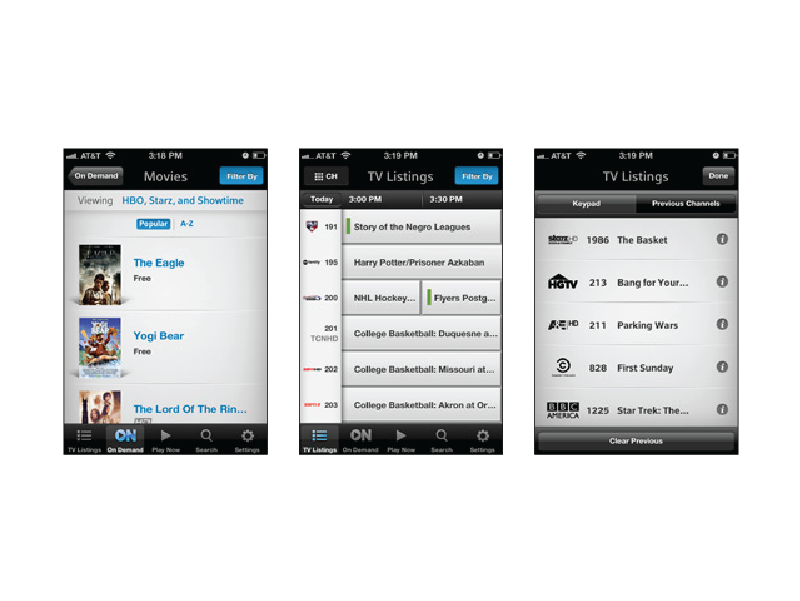 AT&T 3:18 PM
On Demand Movies Filter By
Viewing HBO, Starz, and Showtime
Popular A-Z
The Eagle
Free
Yogi Bear
Free
The Lord Of The Rin...
TV Listings ON On Demand Play Now Search Settings
AT&T 3:19 PM
CH TV Listings Filter By
Today 3:00 PM 3:30 PM
191 Story of the Negro Leagues
195 Harry Potter/Prisoner Azkaban
200 NHL Hockey... Flyers Postg...
201
TCNHD College Basketball: Duquesne a...
202 College Basketball: Missouri at...
203 College Basketball: Akron at Or...
TV Listings ON On Demand Play Now Search Settings
AT&T 3:19 PM
TV Listings Done
Keypad Previous Channels
1986 The Basket
HGTV 213 Bang for Your...
A&E HD 211 Parking Wars
828 First Sunday
BBC AMERICA 1225 Star Trek: The...
Clear Previous